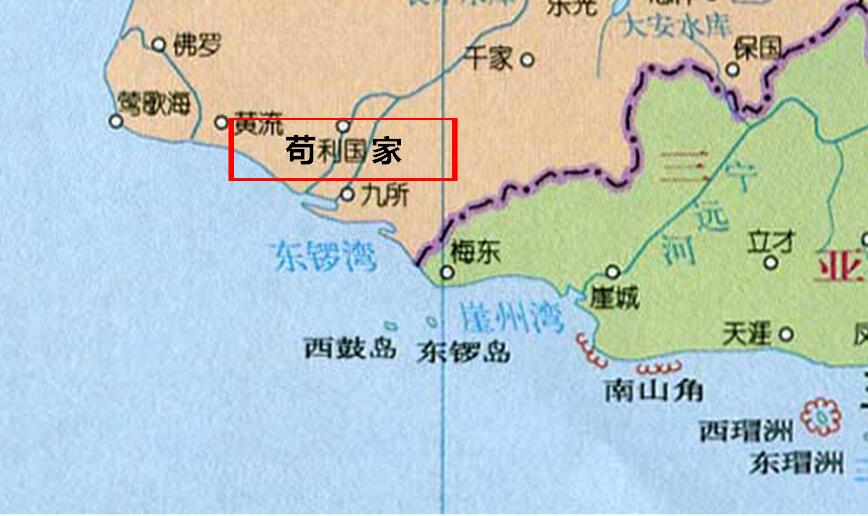 乐光
大安水库
佛罗
千家
保国
莺歌海
黄流
苟利国家
九所
三
亚
宁
远
河
梅东
立才
东锣湾
崖城
崖州湾
天涯
西鼓岛
东锣岛
南山角
西瑁洲
东瑁洲